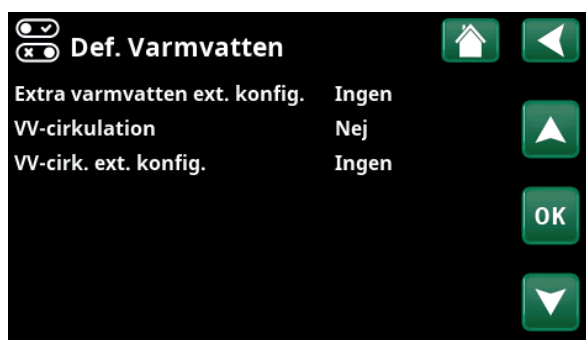 Def. Varmvatten
Extra varmvatten ext. konfig. Ingen
VV-cirkulation Nej
VV-cirk. ext. konfig. Ingen
OK